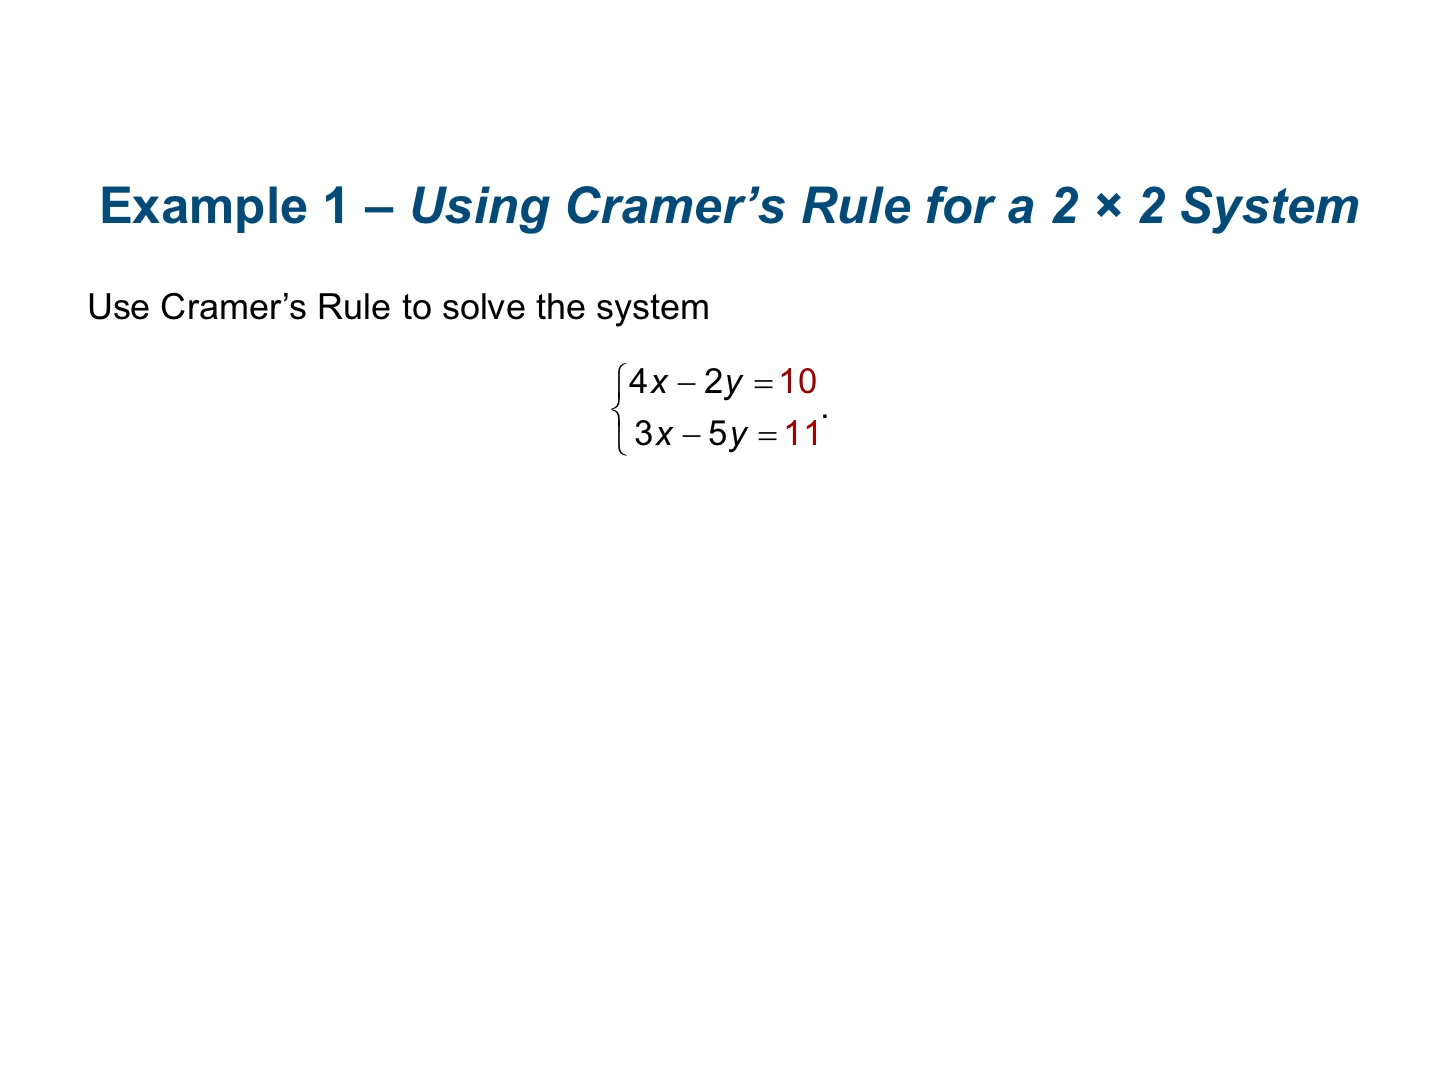 Example 1 – Using Cramer’s Rule for a 2 × 2 System
Use Cramer’s Rule to solve the system
4x – 2y = 10
3x – 5y = 11.